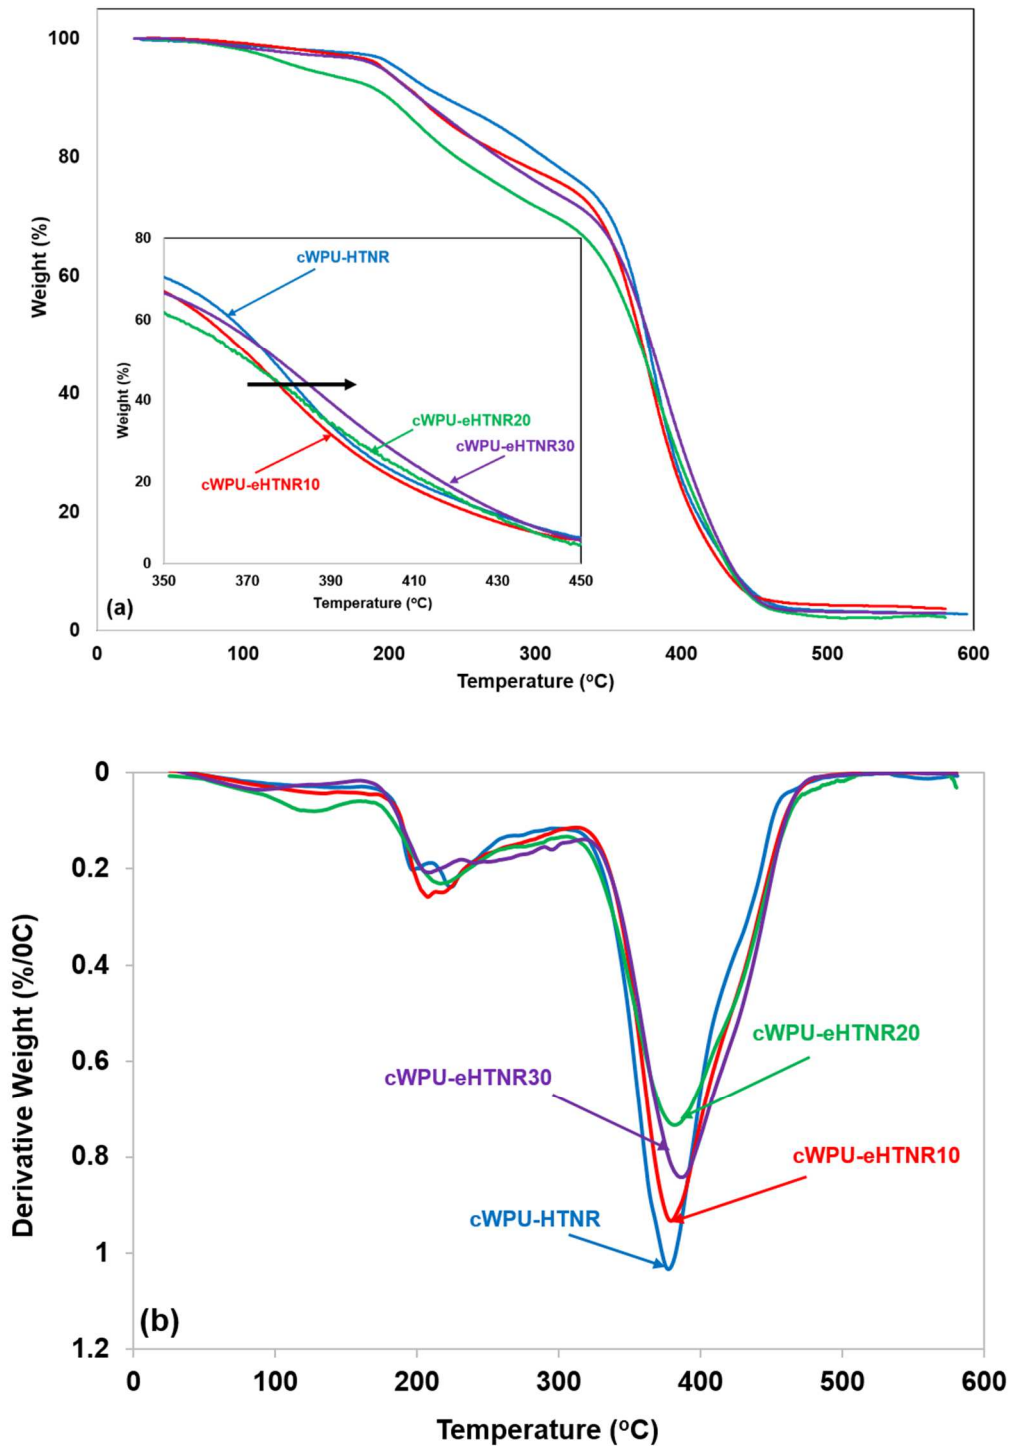 100
80
60
40
20
0
Weight (%)
80
60
40
20
0
Weight (%)
cWPU-HTNR
cWPU-eHTNR20
cWPU-eHTNR30
cWPU-eHTNR10
350 370 390 410 430 450
Temperature (oC)
(a)
0 100 200 300 400 500 600
Temperature (oC)
0
0.2
0.4
0.6
0.8
1
1.2
Derivative Weight (%/0C)
cWPU-eHTNR20
cWPU-eHTNR30
cWPU-eHTNR10
cWPU-HTNR
(b)
0 100 200 300 400 500 600
Temperature (oC)